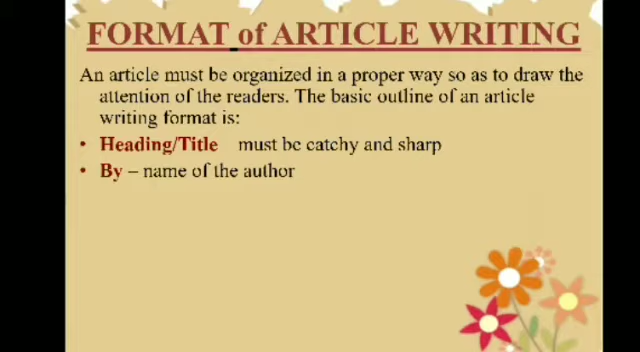 FORMAT of ARTICLE WRITING
An article must be organized in a proper way so as to draw the
attention of the readers. The basic outline of an article
writing format is:
• Heading/Title must be catchy and sharp
• By – name of the author